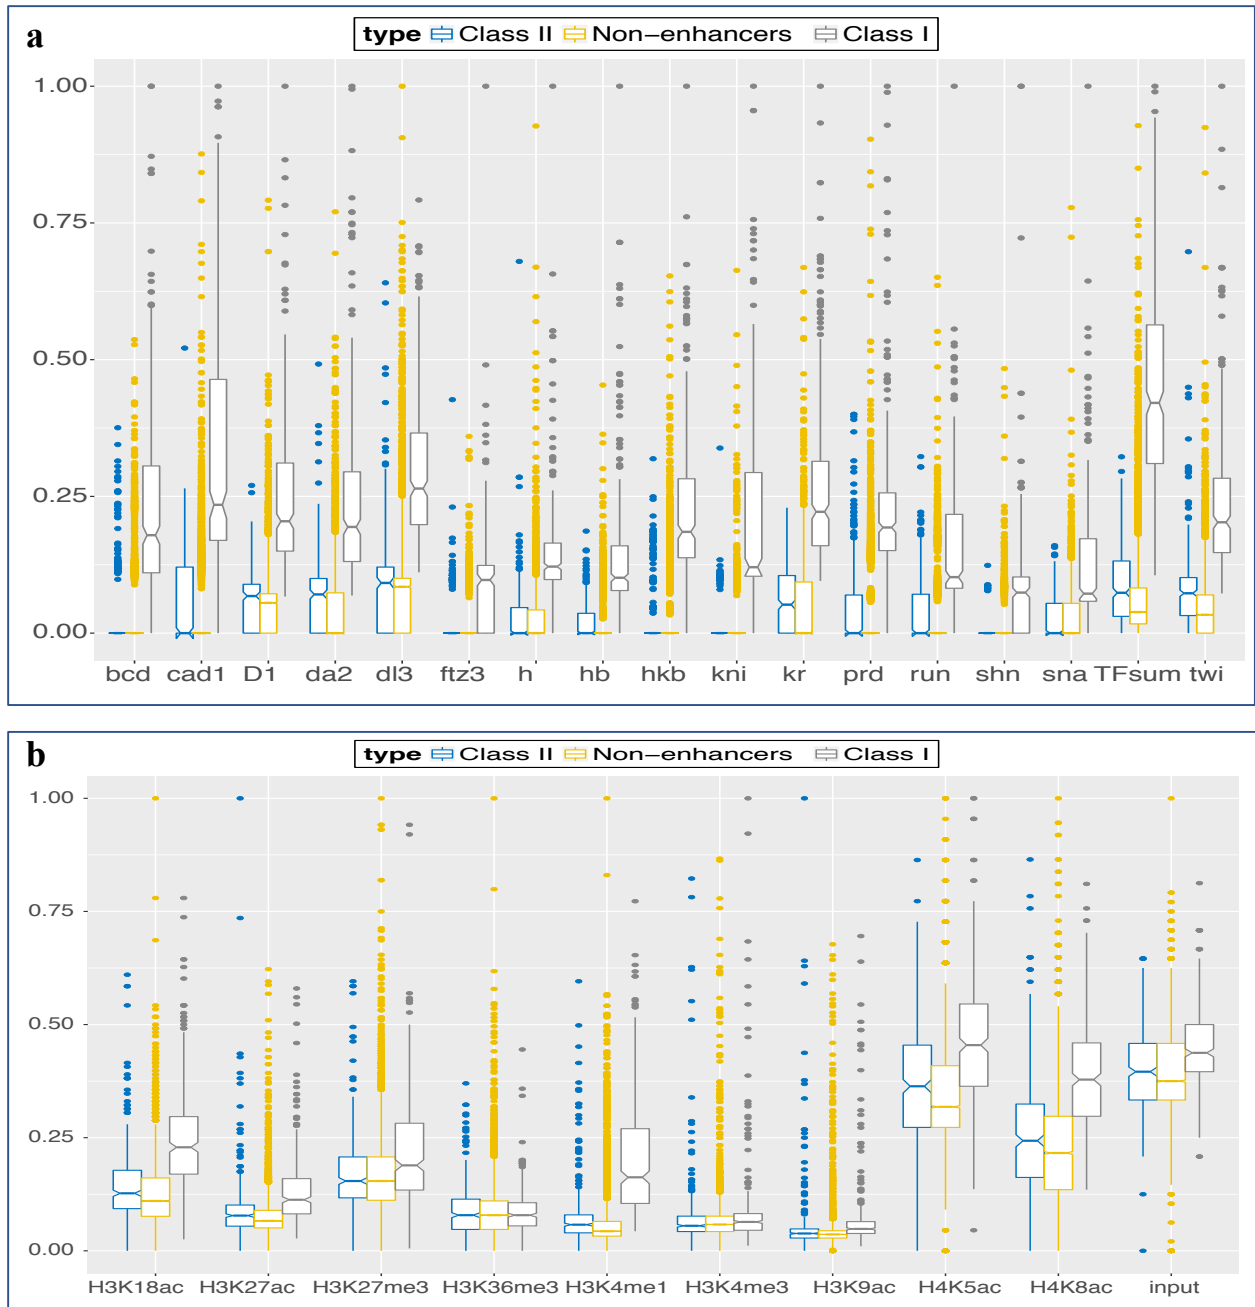 a
type Class II Non−enhancers Class I
1.00
0.75
0.50
0.25
0.00
bcd cad1 D1 da2 dl3 ftz3 h hb hkb kni kr prd run shn sna TFsum twi
b
type Class II Non−enhancers Class I
1.00
0.75
0.50
0.25
0.00
H3K18ac H3K27ac H3K27me3 H3K36me3 H3K4me1 H3K4me3 H3K9ac H4K5ac H4K8ac input